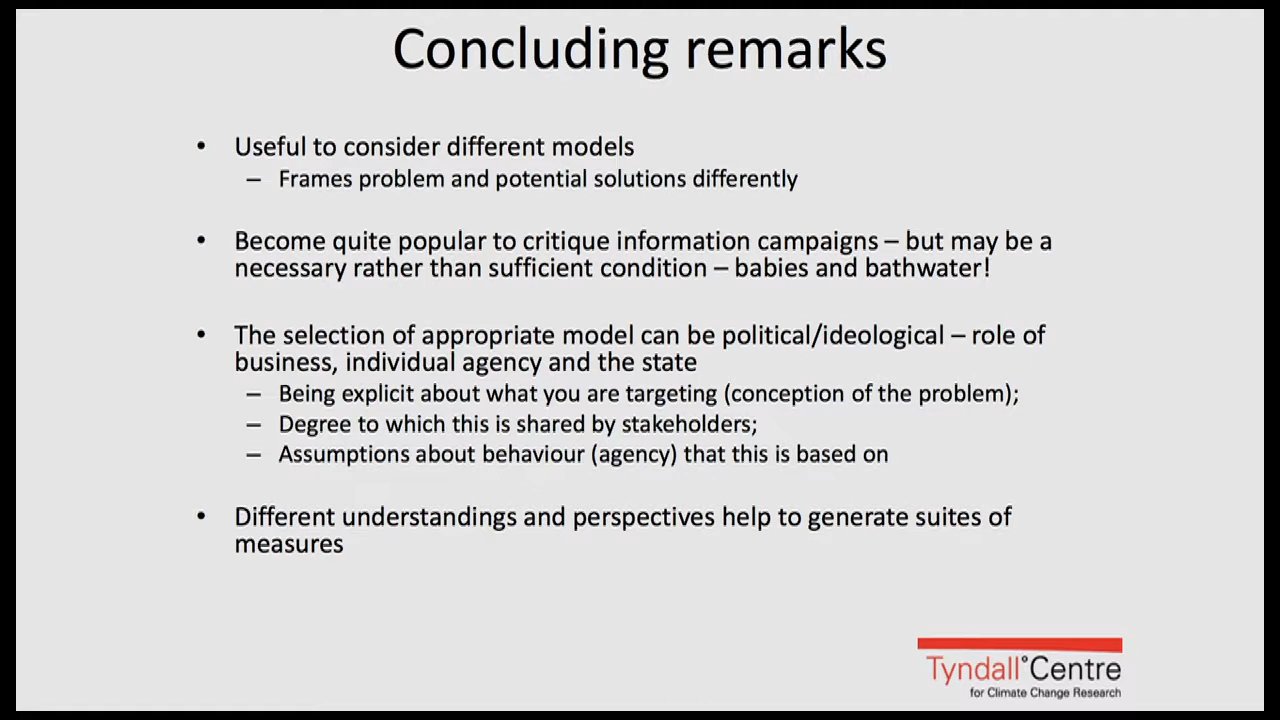 Concluding remarks
• Useful to consider different models
– Frames problem and potential solutions differently
• Become quite popular to critique information campaigns – but may be a
necessary rather than sufficient condition – babies and bathwater!
• The selection of appropriate model can be political/ideological – role of
business, individual agency and the state
– Being explicit about what you are targeting (conception of the problem);
– Degree to which this is shared by stakeholders;
– Assumptions about behaviour (agency) that this is based on
• Different understandings and perspectives help to generate suites of
measures
Tyndall°Centre
for Climate Change Research